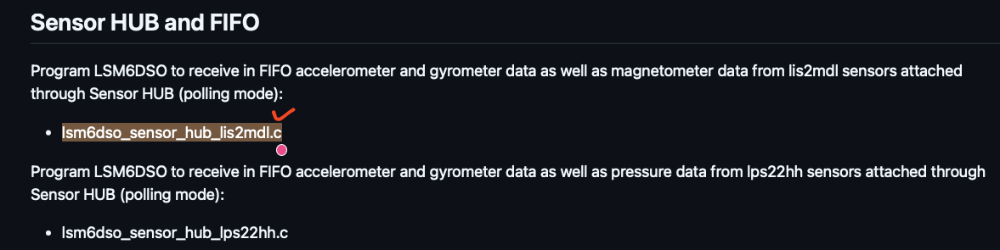 Sensor HUB and FIFO
Program LSM6DSO to receive in FIFO accelerometer and gyrometer data as well as magnetometer data from lis2mdl sensors attached
through Sensor HUB (polling mode):
• lsm6dso_sensor_hub_lis2mdl.c
Program LSM6DSO to receive in FIFO accelerometer and gyrometer data as well as pressure data from lps22hh sensors attached through
Sensor HUB (polling mode):
• lsm6dso_sensor_hub_lps22hh.c